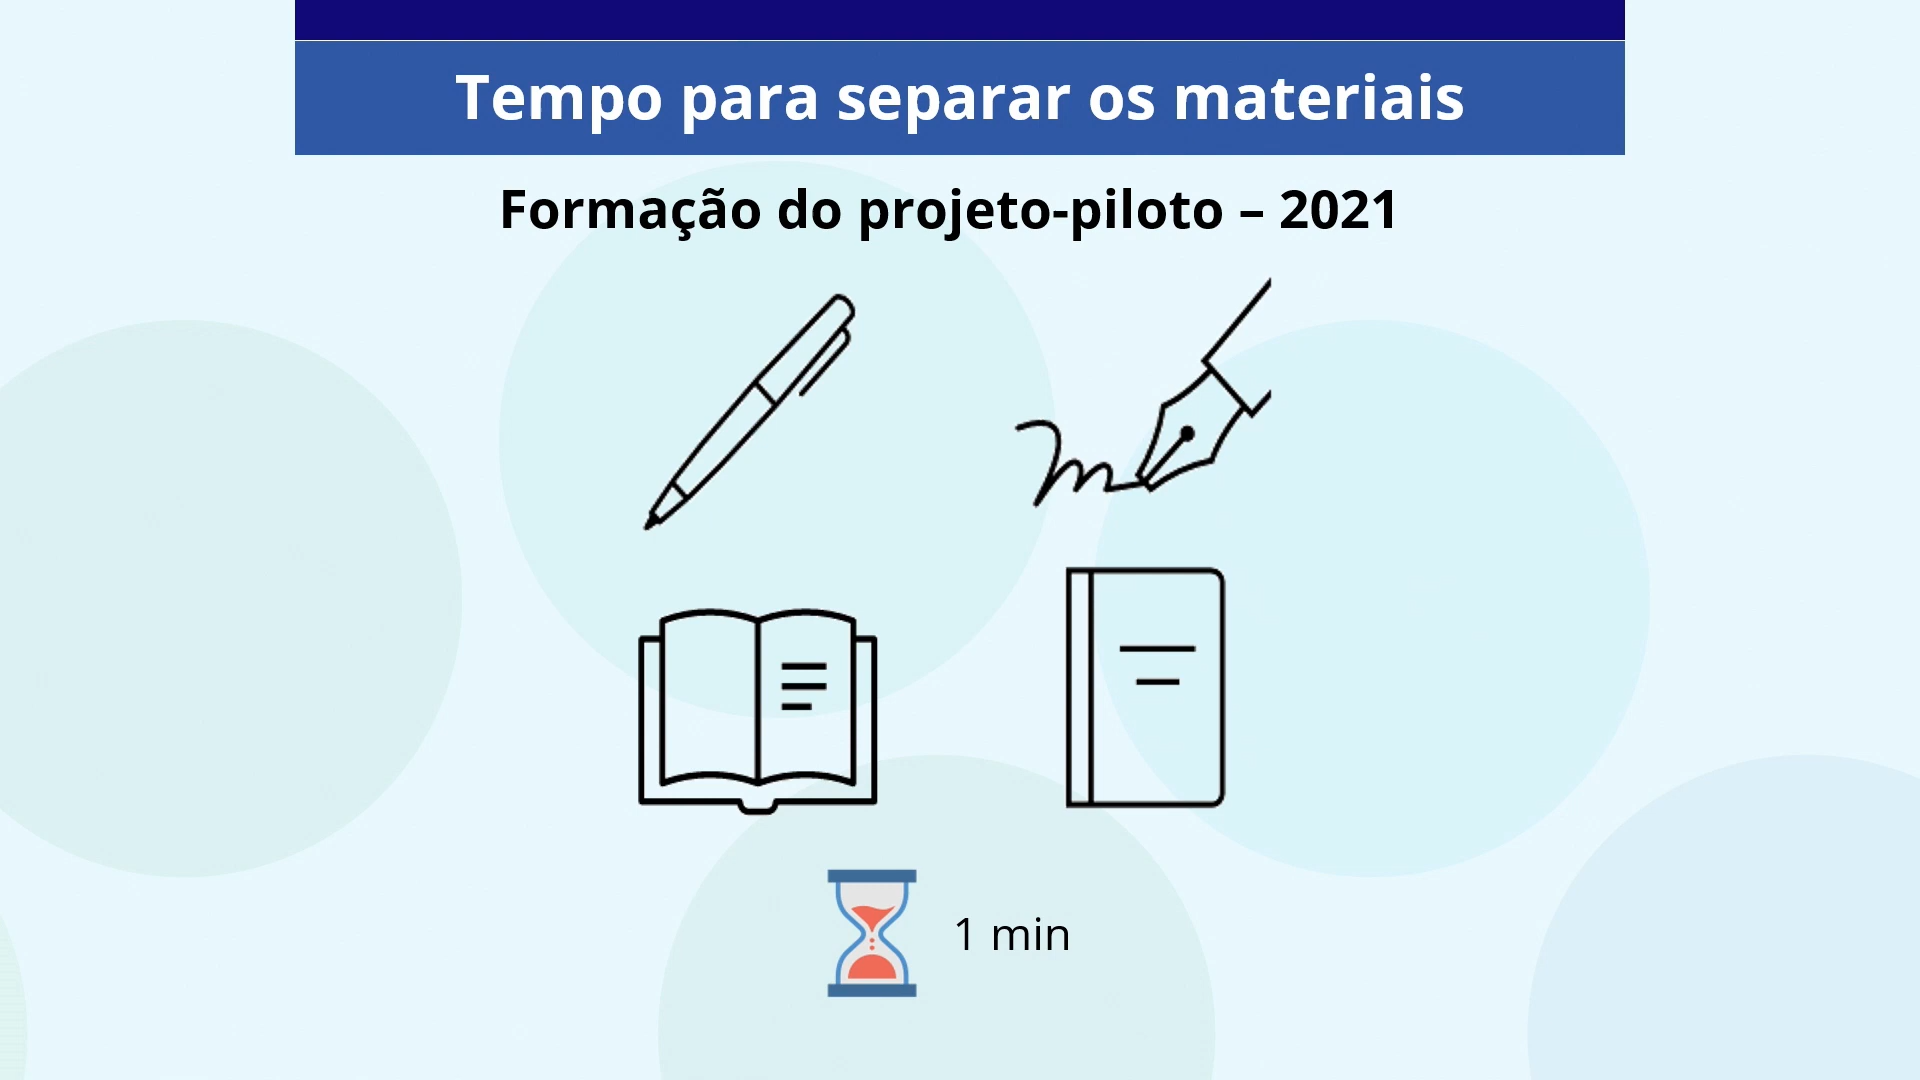 Tempo para separar os materiais
Formação do projeto-piloto – 2021
1 min